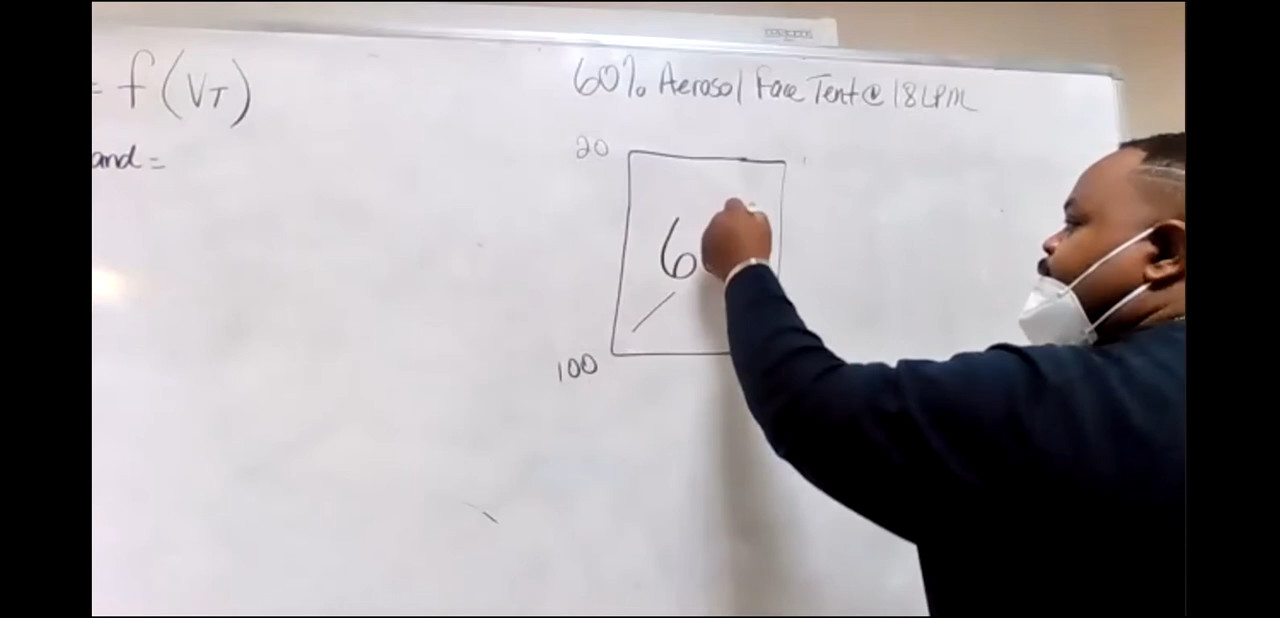 = f(VT)
and =
60% Aerosol Face Tent @ 18 LPM
20
6
100